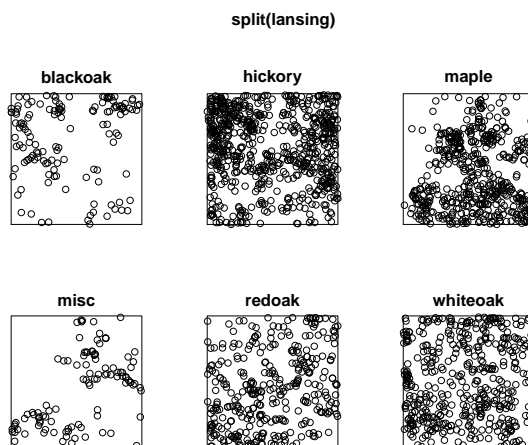 split(lansing)
blackoak
hickory
maple
misc
redoak
whiteoak